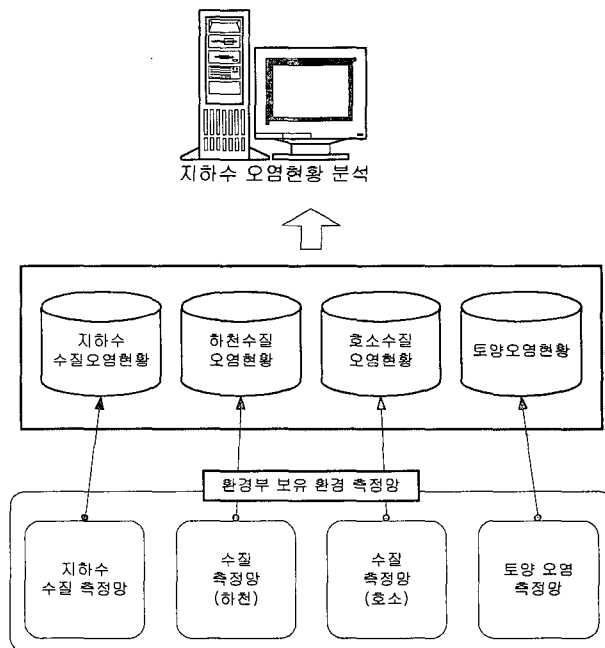 지하수 오염현황 분석
지하수
수질오염현황
하천수질
오염현황
호소수질
오염현황
토양오염현황
환경부 보유 환경 측정망
지하수
수질 측정망
수질
측정망
(하천)
수질
측정망
(호소)
토양 오염
측정망